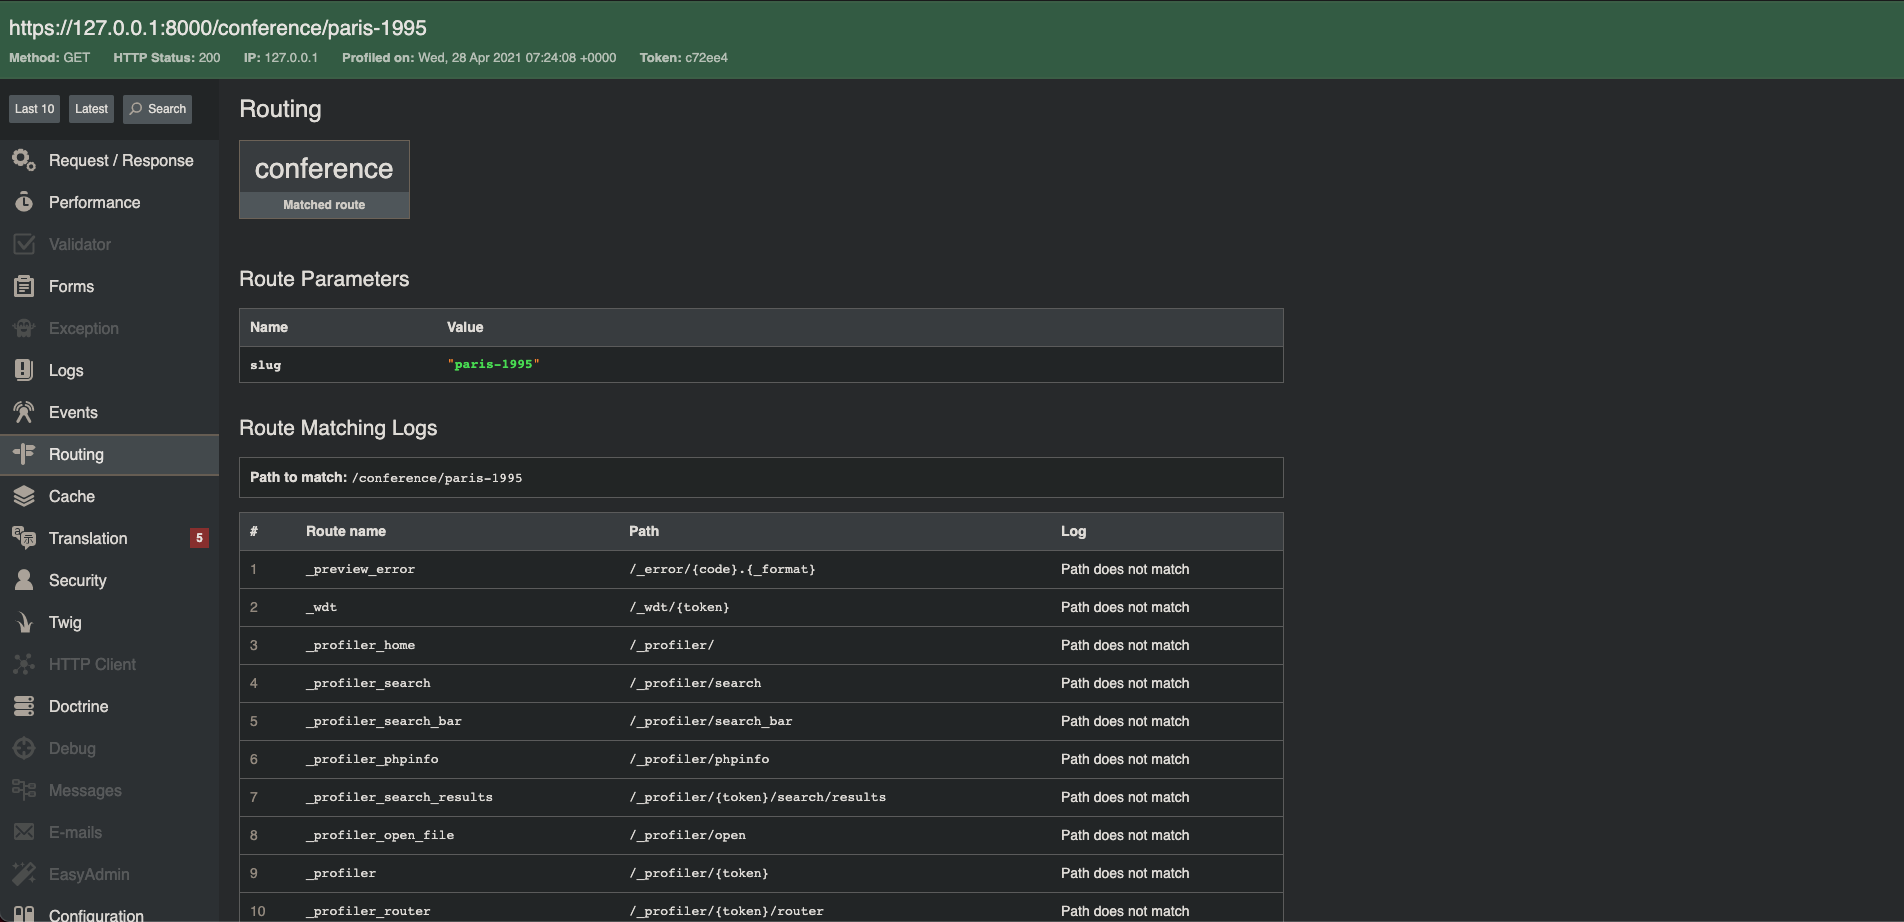 https://127.0.0.1:8000/conference/paris-1995
Method: GET HTTP Status: 200 IP: 127.0.0.1 Profiled on: Wed, 28 Apr 2021 07:24:08 +0000 Token: c72ee4
Last 10 Latest Search
Request / Response
Performance
Validator
Forms
Exception
Logs
Events
Routing
Cache
Translation 5
Security
Twig
HTTP Client
Doctrine
Debug
Messages
E-mails
EasyAdmin
Configuration
Routing
conference
Matched route
Route Parameters
Name Value
slug "paris-1995"
Route Matching Logs
Path to match: /conference/paris-1995
# Route name Path Log
1 _preview_error /_error/{code}.{_format} Path does not match
2 _wdt /_wdt/{token} Path does not match
3 _profiler_home /_profiler/ Path does not match
4 _profiler_search /_profiler/search Path does not match
5 _profiler_search_bar /_profiler/search_bar Path does not match
6 _profiler_phpinfo /_profiler/phpinfo Path does not match
7 _profiler_search_results /_profiler/{token}/search/results Path does not match
8 _profiler_open_file /_profiler/open Path does not match
9 _profiler /_profiler/{token} Path does not match
10 _profiler_router /_profiler/{token}/router Path does not match